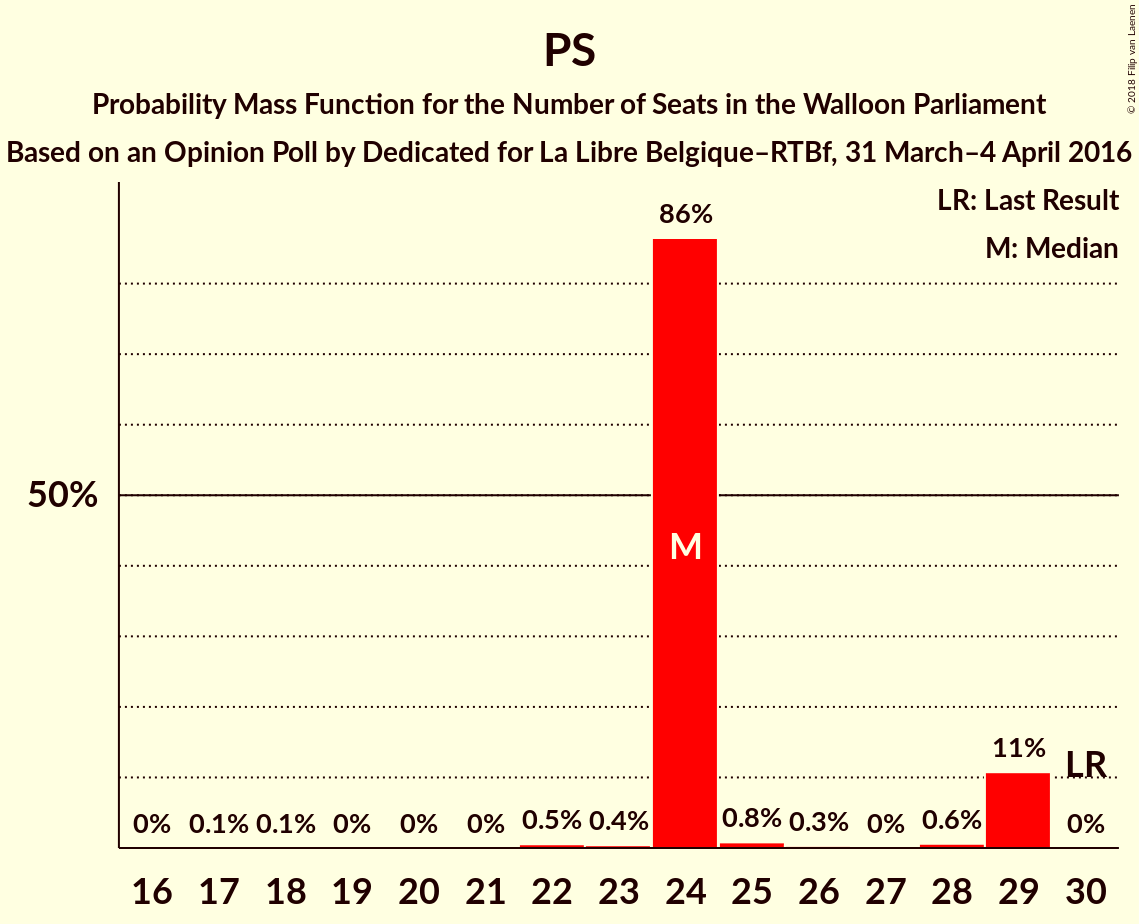 PS
Probability Mass Function for the Number of Seats in the Walloon Parliament
Based on an Opinion Poll by Dedicated for La Libre Belgique–RTBf, 31 March–4 April 2016
© 2018 Filip van Laenen
LR: Last Result
M: Median
50%
0% 0.1% 0.1% 0% 0% 0% 0.5% 0.4% 86% 0.8% 0.3% 0% 0.6% 11% 0%
M
LR
16 17 18 19 20 21 22 23 24 25 26 27 28 29 30